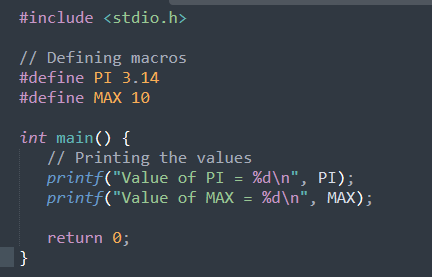 #include <stdio.h>
// Defining macros
#define PI 3.14
#define MAX 10
int main() {
// Printing the values
printf("Value of PI = %d\n", PI);
printf("Value of MAX = %d\n", MAX);
return 0;
}